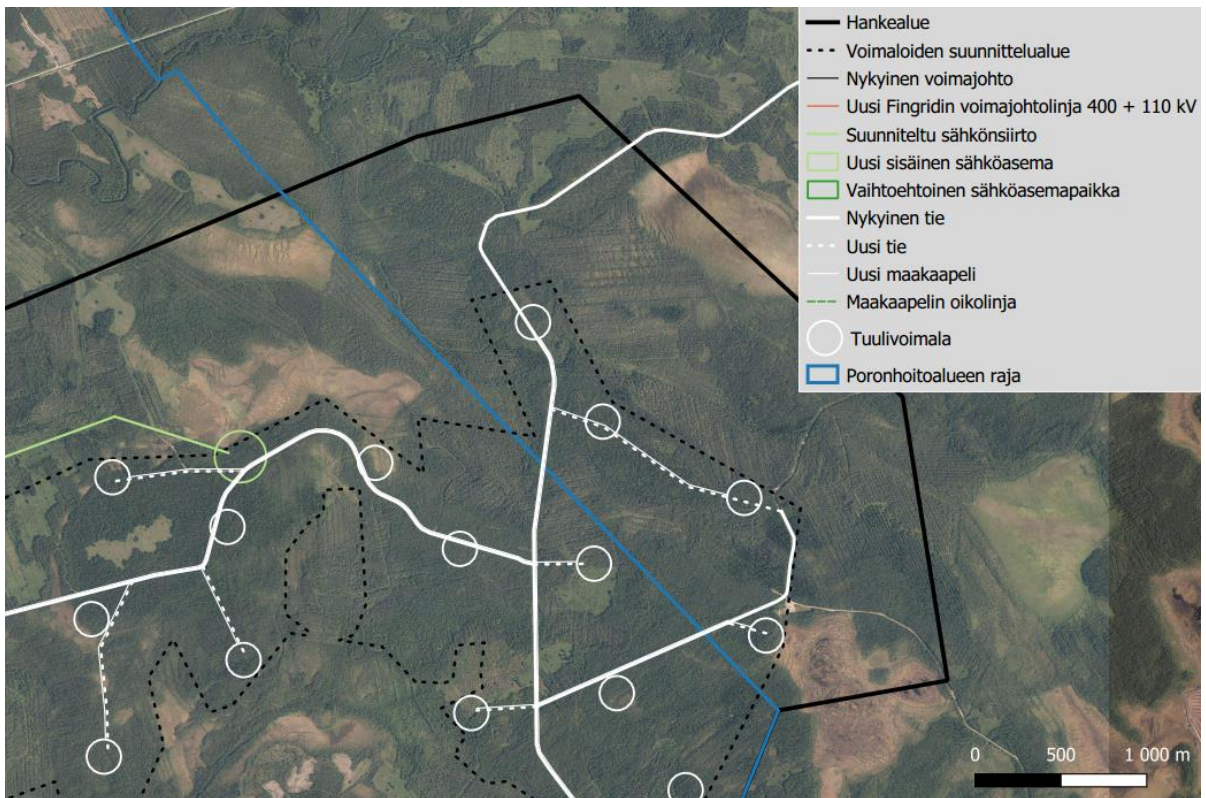 Hankealue
Voimaloiden suunnittelualue
Nykyinen voimajohto
Uusi Fingridin voimajohtolinja 400 + 110 kV
Suunniteltu sähkönsiirto
Uusi sisäinen sähköasema
Vaihtoehtoinen sähköasemapaikka
Nykyinen tie
Uusi tie
Uusi maakaapeli
Maakaapelin oikolinja
Tuulivoimala
Poronhoitoalueen raja
0 500 1 000 m